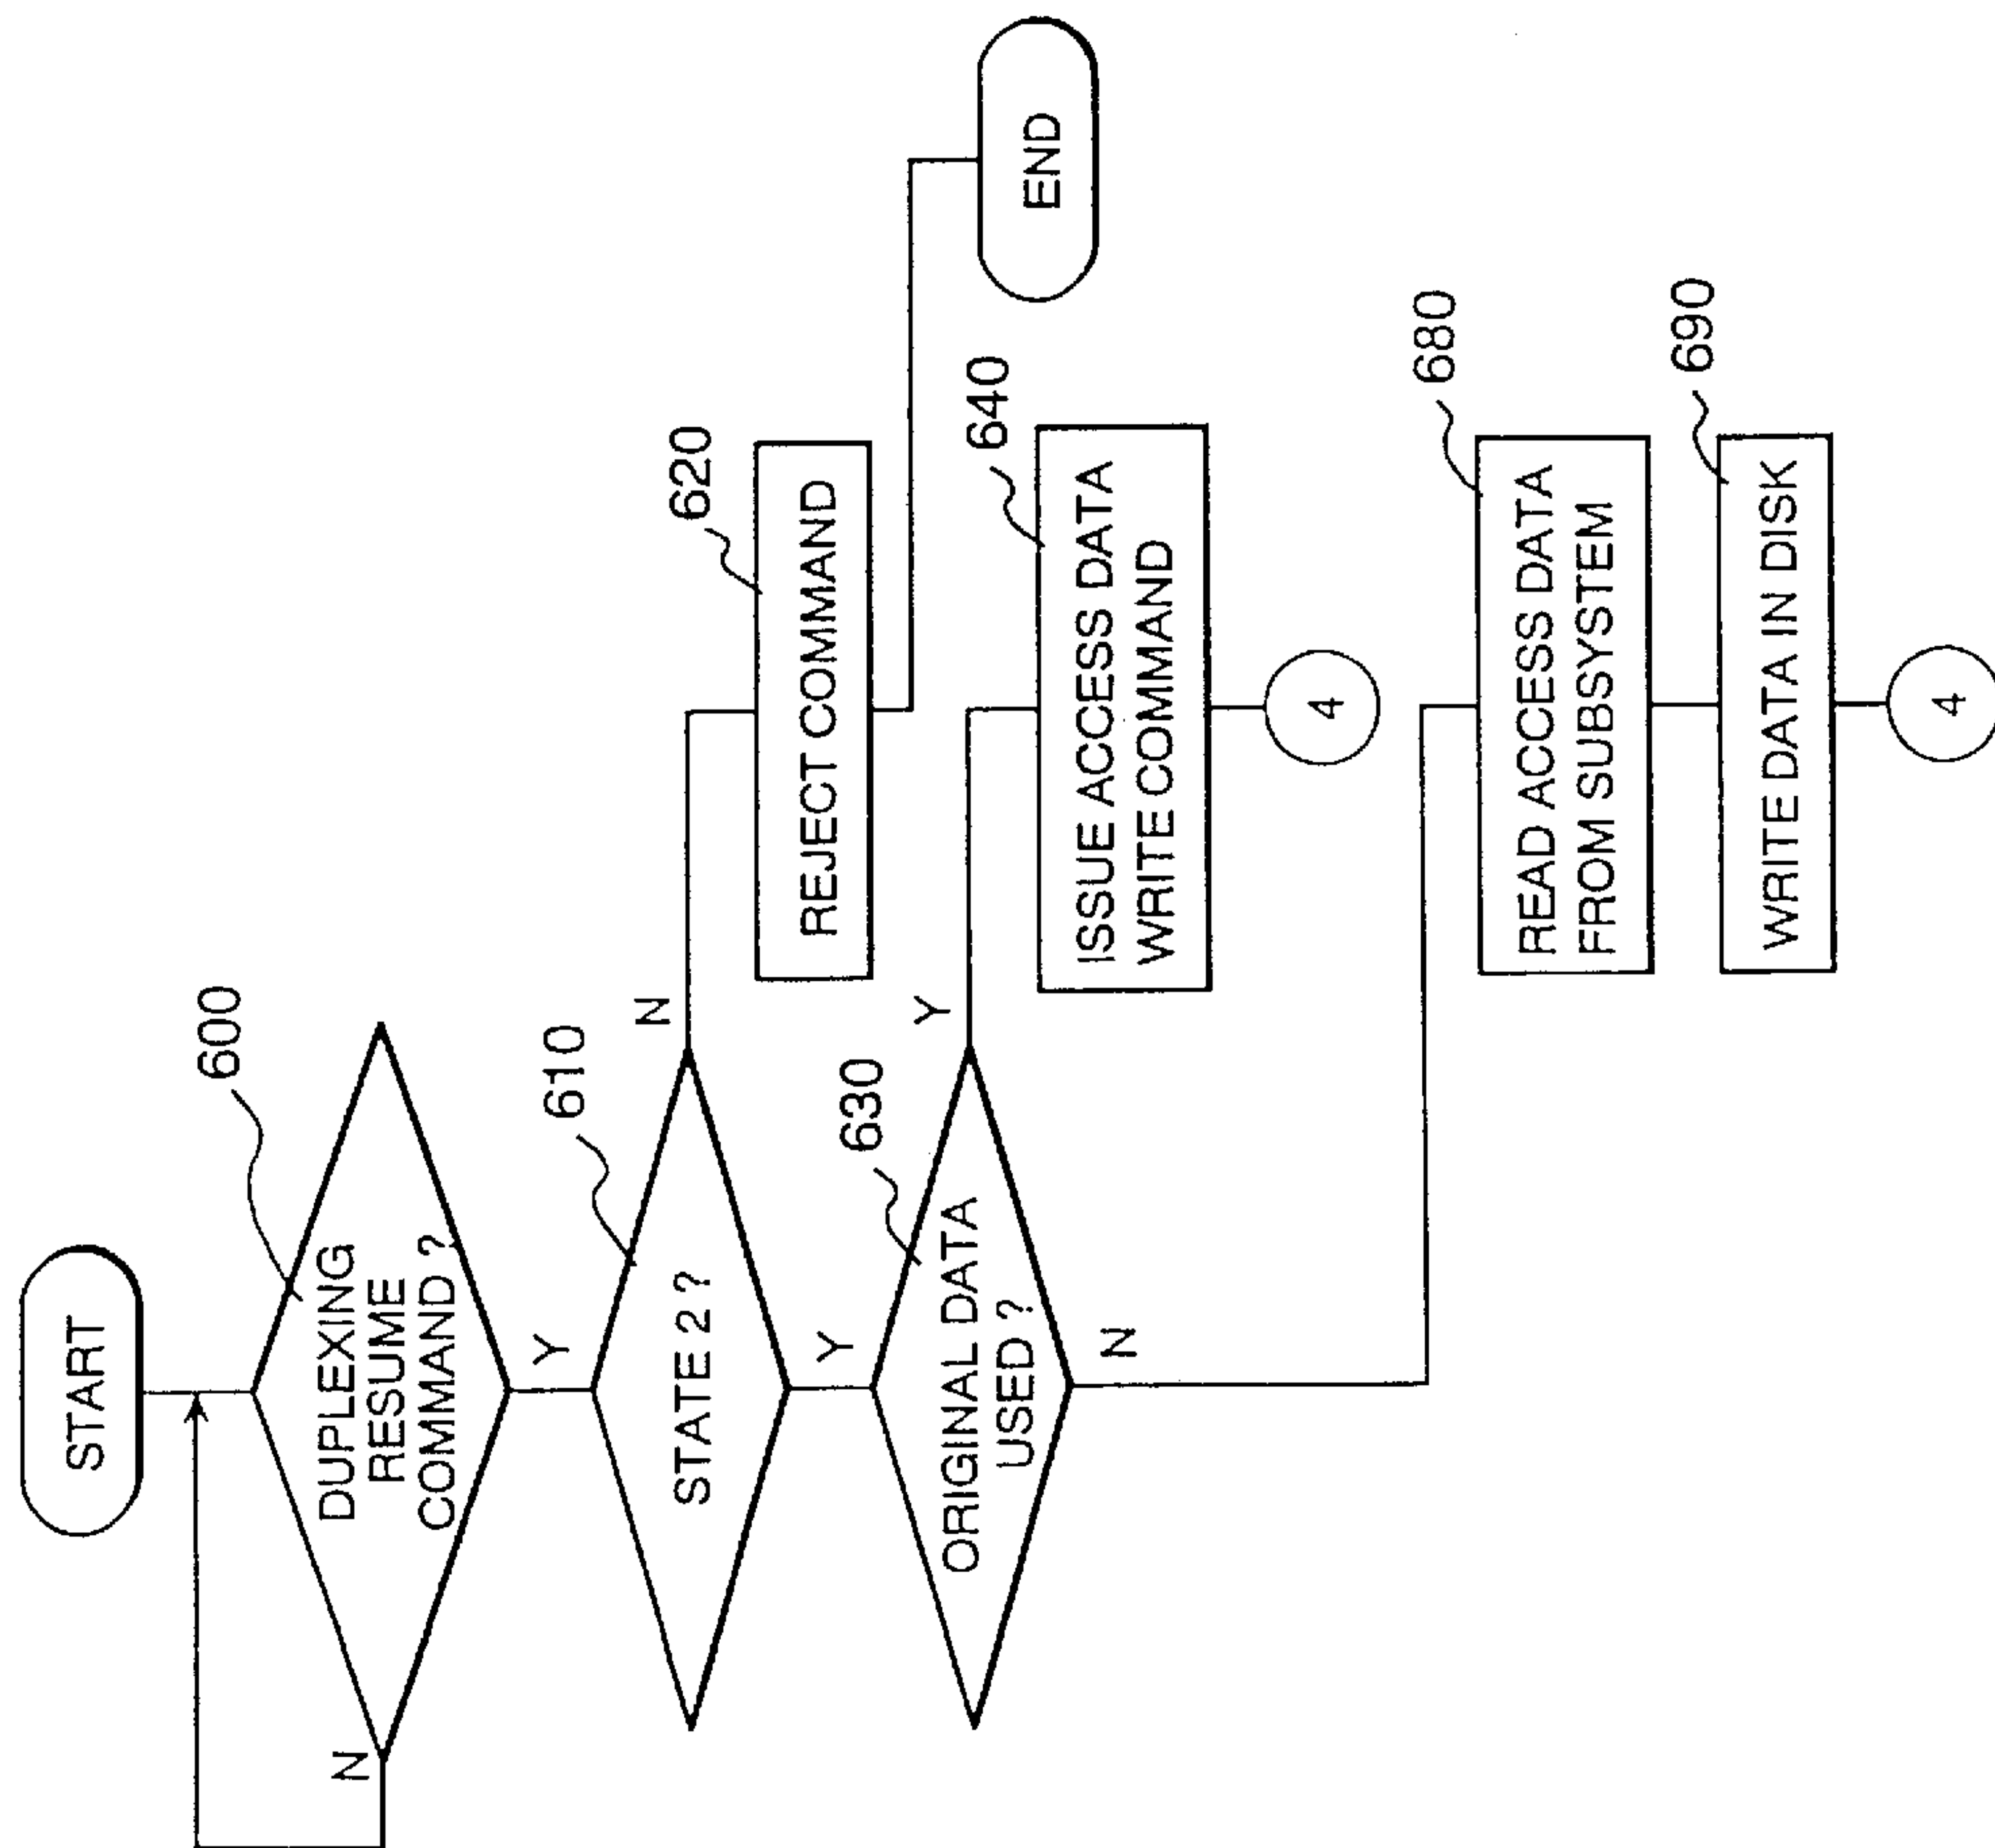 START
600
DUPLEXING
RESUME
COMMAND ?
N
Y
610
STATE 2 ?
N
Y
620
REJECT COMMAND
END
630
ORIGINAL DATA
USED ?
Y
N
640
ISSUE ACCESS DATA
WRITE COMMAND
4
680
READ ACCESS DATA
FROM SUBSYSTEM
690
WRITE DATA IN DISK
4